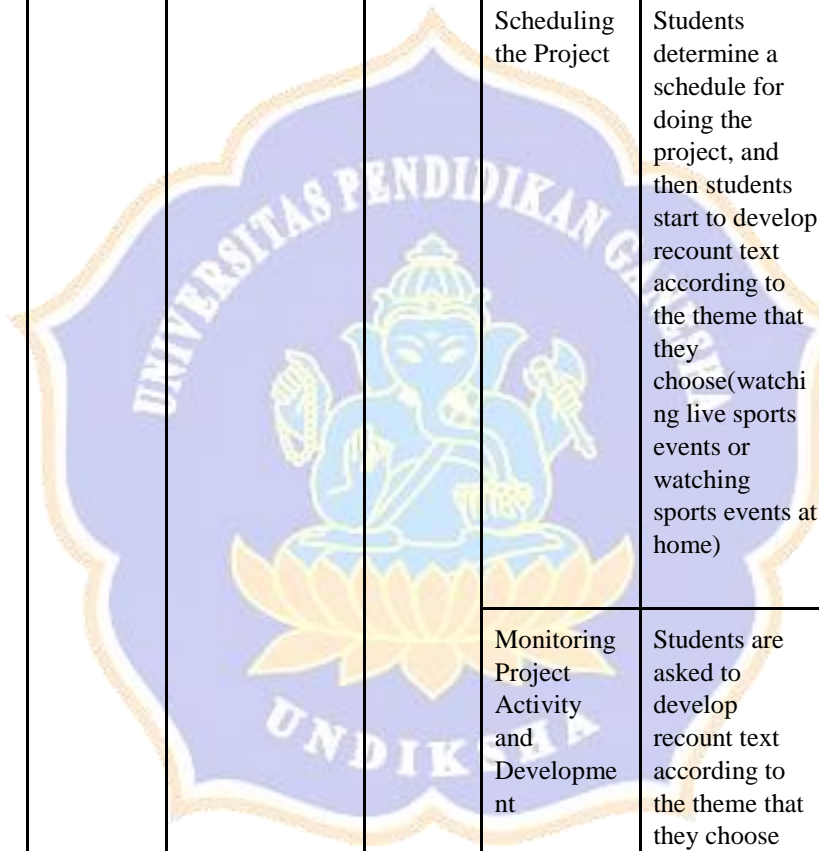 Scheduling
the Project
Students
determine a
schedule for
doing the
project, and
then students
start to develop
recount text
according to
the theme that
they
choose(watchi
ng live sports
events or
watching
sports events at
home)
Monitoring
Project
Activity
and
Developme
nt
Students are
asked to
develop
recount text
according to
the theme that
they choose
UNIVERSITAS PENDIDIKAN GANESHA
UNDIKSHA